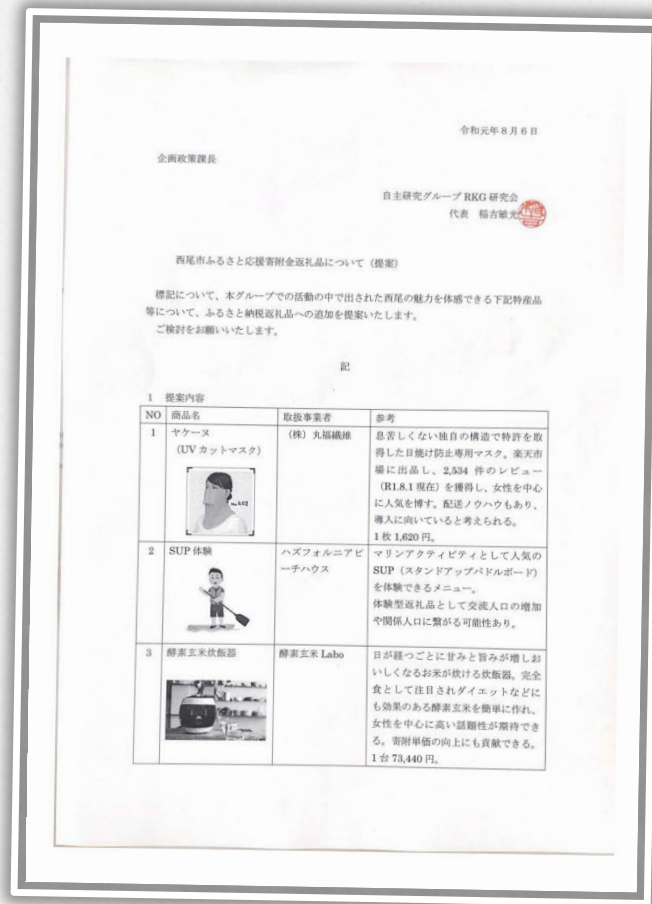 令和元年8月6日
企画政策課長
自主研究グループ RKG 研究会
代表 稲吉敏光
西尾市ふるさと応援寄附金返礼品について（提案）
標記について、本グループでの活動の中で出された西尾の魅力を体感できる下記特産品
等について、ふるさと納税返礼品への追加を提案いたします。
ご検討をお願いいたします。
記
1 提案内容
NO 商品名 取扱事業者 参考
1 ヤケーヌ
（UV カットマスク）
（株）丸福繊維
息苦しくない独自の構造で特許を取
得した日焼け防止専用マスク。楽天市
場に出品し、2,534 件のレビュー
（R1.8.1 現在）を獲得し、女性を中心
に人気を博す。配送ノウハウもあり、
導入に向いていると考えられる。
1枚 1,620 円。
2 SUP 体験
ハズフォルニアビ
ーチハウス
マリンアクティビティとして人気の
SUP（スタンドアップパドルボード）
を体験できるメニュー。
体験型返礼品として交流人口の増加
や関係人口に繋がる可能性あり。
3 酵素玄米炊飯器
酵素玄米 Labo
日が経つごとに甘みと旨みが増しお
いしくなるお米が炊ける炊飯器。完全
食として注目されダイエットなどに
も効果のある酵素玄米を簡単に作れ、
女性を中心に高い話題性が期待でき
る。寄附単価の向上にも貢献できる。
1台 73,440 円。